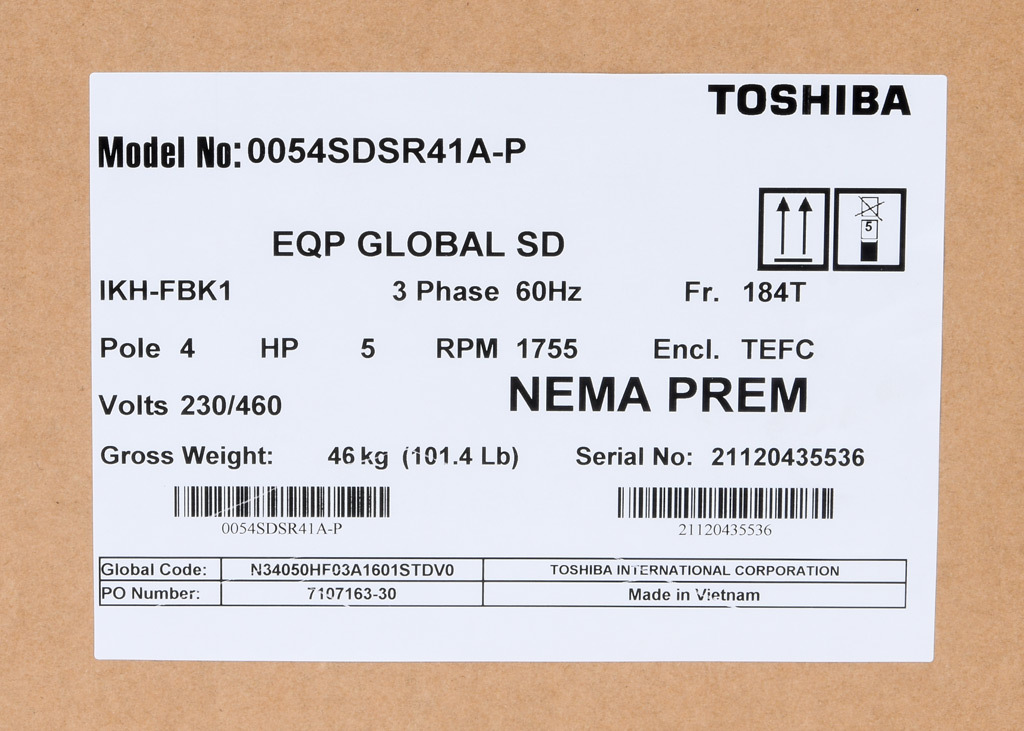 TOSHIBA
Model No: 0054SDSR41A-P
5
EQP GLOBAL SD
IKH-FBK1 3 Phase 60Hz Fr. 184T
Pole 4 HP 5 RPM 1755 Encl. TEFC
Volts 230/460 NEMA PREM
Gross Weight: 46 kg (101.4 Lb) Serial No: 21120435536
0054SDSR41A-P 21120435536
Global Code: N34050HF03A1601STDV0 TOSHIBA INTERNATIONAL CORPORATION
PO Number: 7107163-30 Made in Vietnam